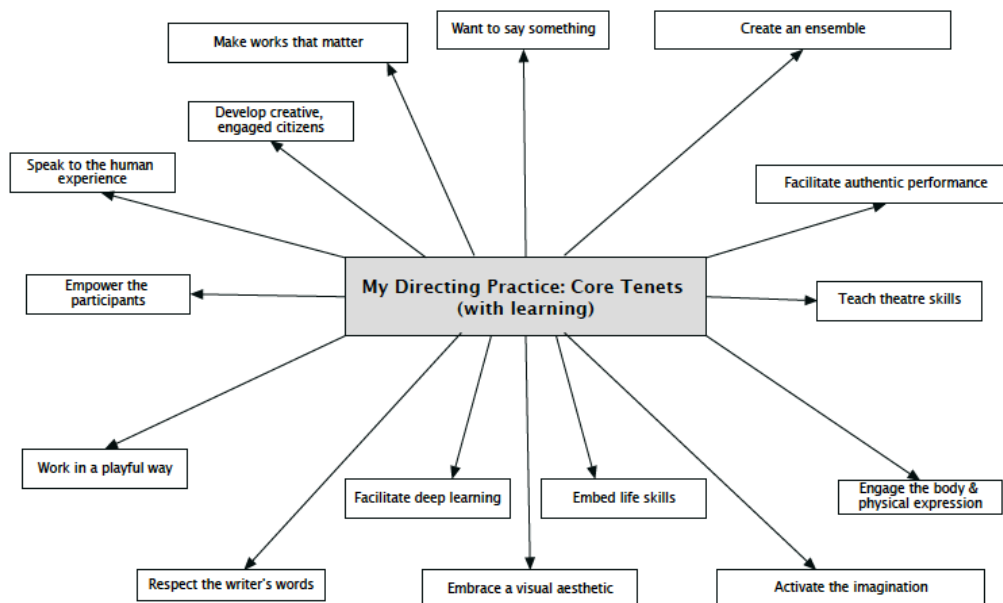 Want to say something
Create an ensemble
Make works that matter
Develop creative,
engaged citizens
Speak to the human
experience
Facilitate authentic performance
My Directing Practice: Core Tenets
(with learning)
Empower the
participants
Teach theatre skills
Work in a playful way
Facilitate deep learning
Embed life skills
Engage the body &
physical expression
Respect the writer's words
Embrace a visual aesthetic
Activate the imagination